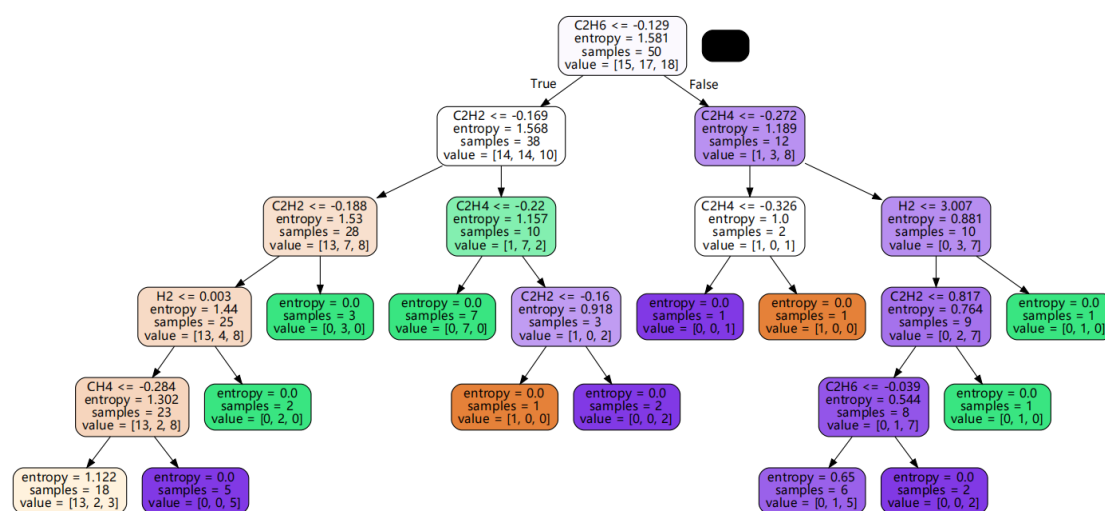 C2H6 <= -0.129
entropy = 1.581
samples = 50
value = [15, 17, 18]
True
False
C2H2 <= -0.169
entropy = 1.568
samples = 38
value = [14, 14, 10]
C2H4 <= -0.272
entropy = 1.189
samples = 12
value = [1, 3, 8]
C2H2 <= -0.188
entropy = 1.53
samples = 28
value = [13, 7, 8]
C2H4 <= -0.22
entropy = 1.157
samples = 10
value = [1, 7, 2]
C2H4 <= -0.326
entropy = 1.0
samples = 2
value = [1, 0, 1]
H2 <= 3.007
entropy = 0.881
samples = 10
value = [0, 3, 7]
H2 <= 0.003
entropy = 1.44
samples = 25
value = [13, 4, 8]
entropy = 0.0
samples = 3
value = [0, 3, 0]
entropy = 0.0
samples = 7
value = [0, 7, 0]
C2H2 <= -0.16
entropy = 0.918
samples = 3
value = [1, 0, 2]
entropy = 0.0
samples = 1
value = [0, 0, 1]
entropy = 0.0
samples = 1
value = [1, 0, 0]
C2H2 <= 0.817
entropy = 0.764
samples = 9
value = [0, 2, 7]
entropy = 0.0
samples = 1
value = [0, 1, 0]
CH4 <= -0.284
entropy = 1.302
samples = 23
value = [13, 2, 8]
entropy = 0.0
samples = 2
value = [0, 2, 0]
entropy = 0.0
samples = 1
value = [1, 0, 0]
entropy = 0.0
samples = 2
value = [0, 0, 2]
C2H6 <= -0.039
entropy = 0.544
samples = 8
value = [0, 1, 7]
entropy = 0.0
samples = 1
value = [0, 1, 0]
entropy = 1.122
samples = 18
value = [13, 2, 3]
entropy = 0.0
samples = 5
value = [0, 0, 5]
entropy = 0.65
samples = 6
value = [0, 1, 5]
entropy = 0.0
samples = 2
value = [0, 0, 2]